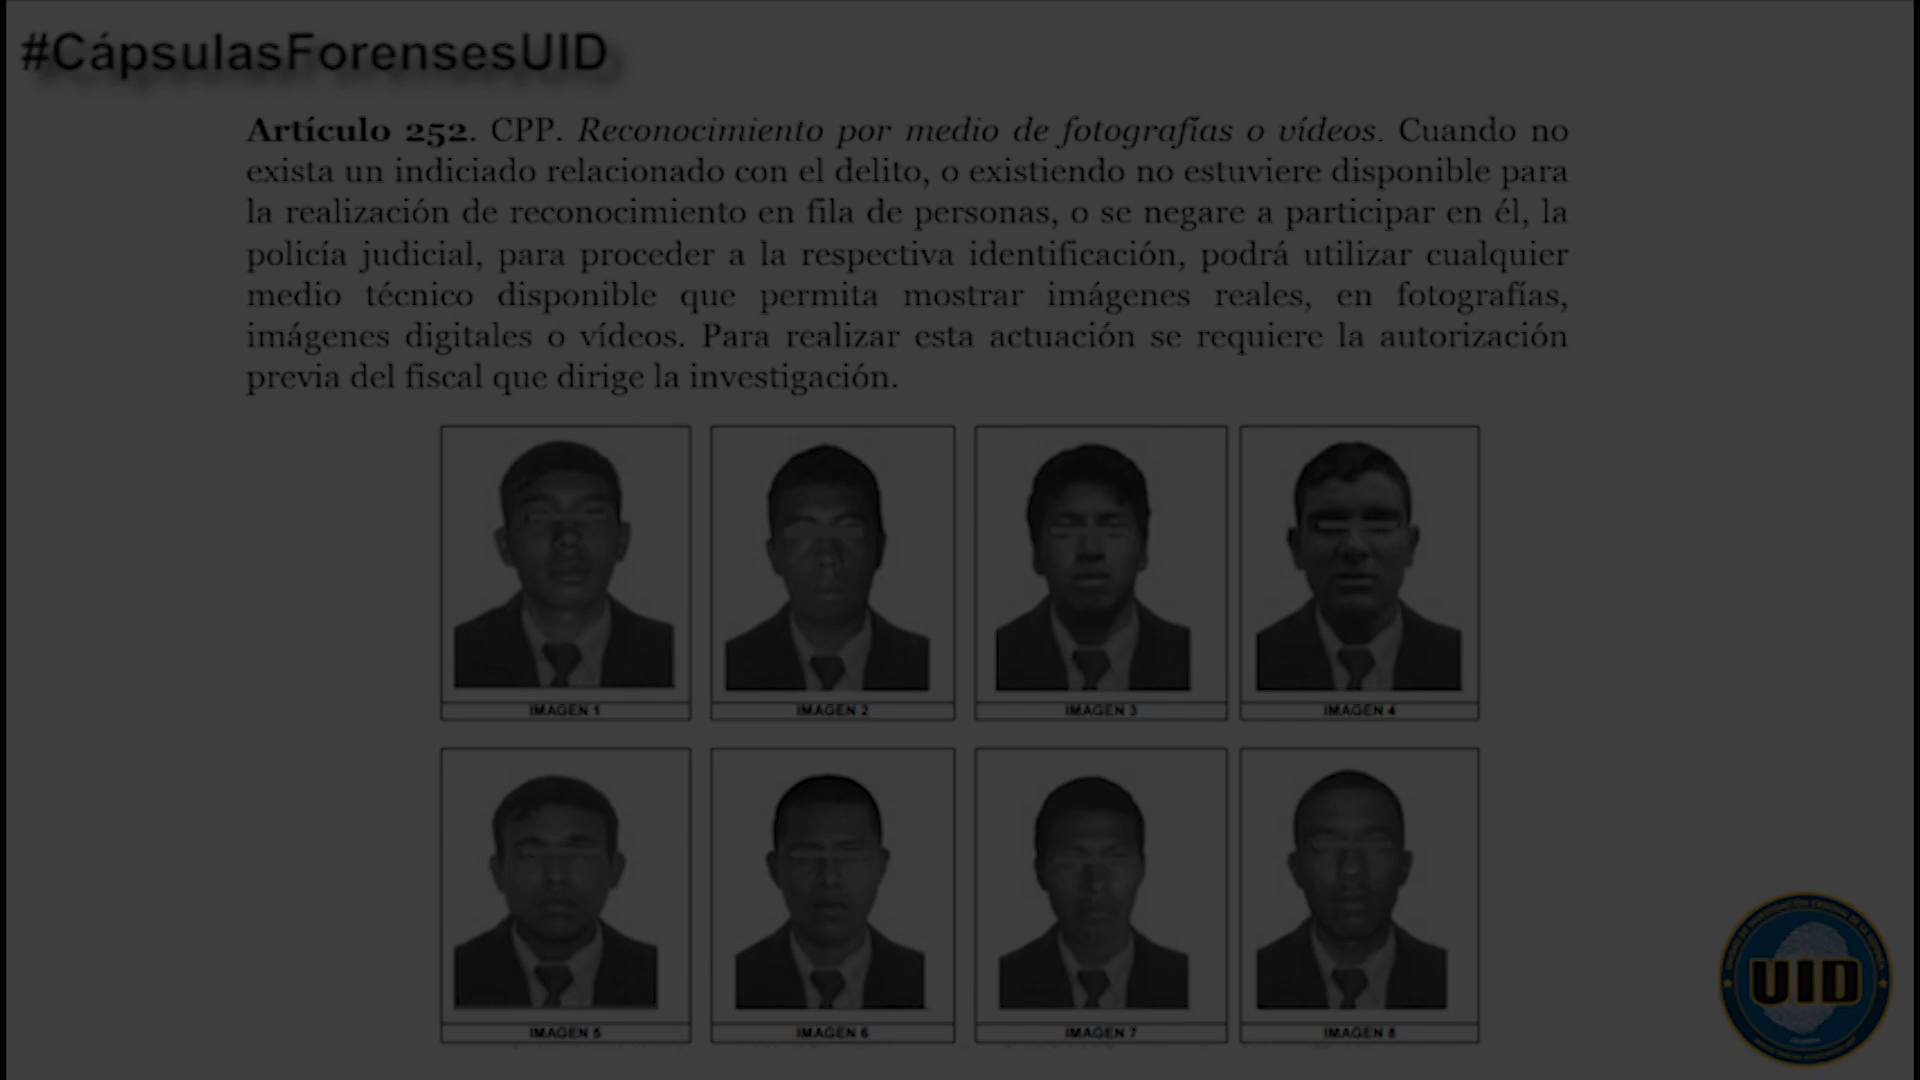 #CápsulasForensesUID
Artículo 252. CPP. Reconocimiento por medio de fotografías o vídeos. Cuando no
exista un indiciado relacionado con el delito, o existiendo no estuviere disponible para
la realización de reconocimiento en fila de personas, o se negare a participar en él, la
policía judicial, para proceder a la respectiva identificación, podrá utilizar cualquier
medio técnico disponible que permita mostrar imágenes reales, en fotografías,
imágenes digitales o vídeos. Para realizar esta actuación se requiere la autorización
previa del fiscal que dirige la investigación.
IMAGEN 1
IMAGEN 2
IMAGEN 3
IMAGEN 4
IMAGEN 5
IMAGEN 6
IMAGEN 7
IMAGEN 8
UID